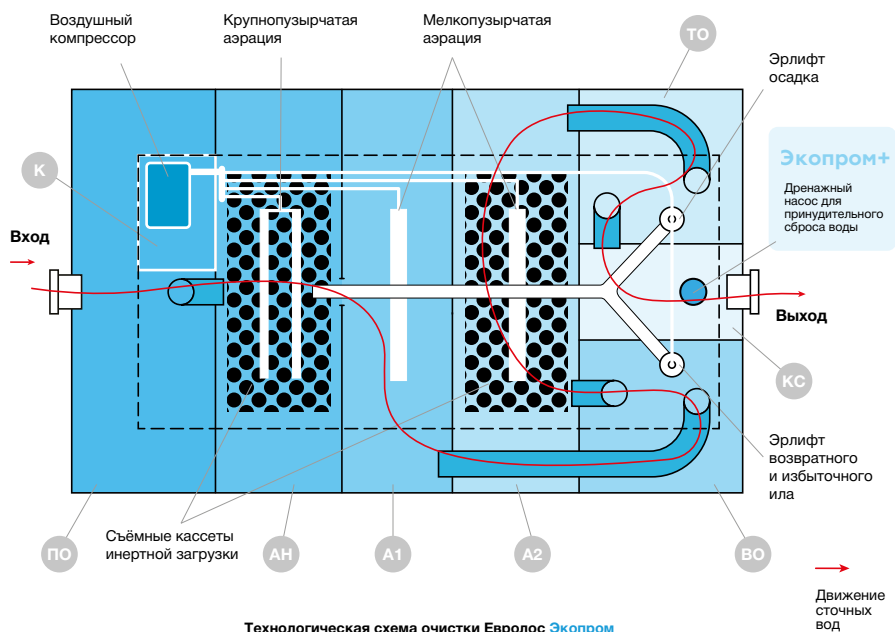 Воздушный
компрессор
Крупнопузырчатая
аэрация
Мелкопузырчатая
аэрация
ТО
Эрлифт
осадка
Экопром+
Дренажный
насос для
принудительного
сброса воды
К
Вход
Выход
КС
Эрлифт
возвратного
и избыточного
ила
ПО
Съёмные кассеты
инертной загрузки
АН
А1
А2
ВО
Движение
сточных
вод
Технологическая схема очистки Евролос Экопром